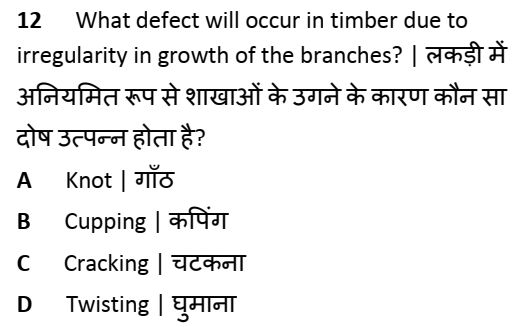 12 What defect will occur in timber due to
irregularity in growth of the branches? | लकड़ी में
अनियमित रूप से शाखाओं के उगने के कारण कौन सा
दोष उत्पन्न होता है?
A Knot | गाँठ
B Cupping | कपिंग
C Cracking | चटकना
D Twisting | घुमाना